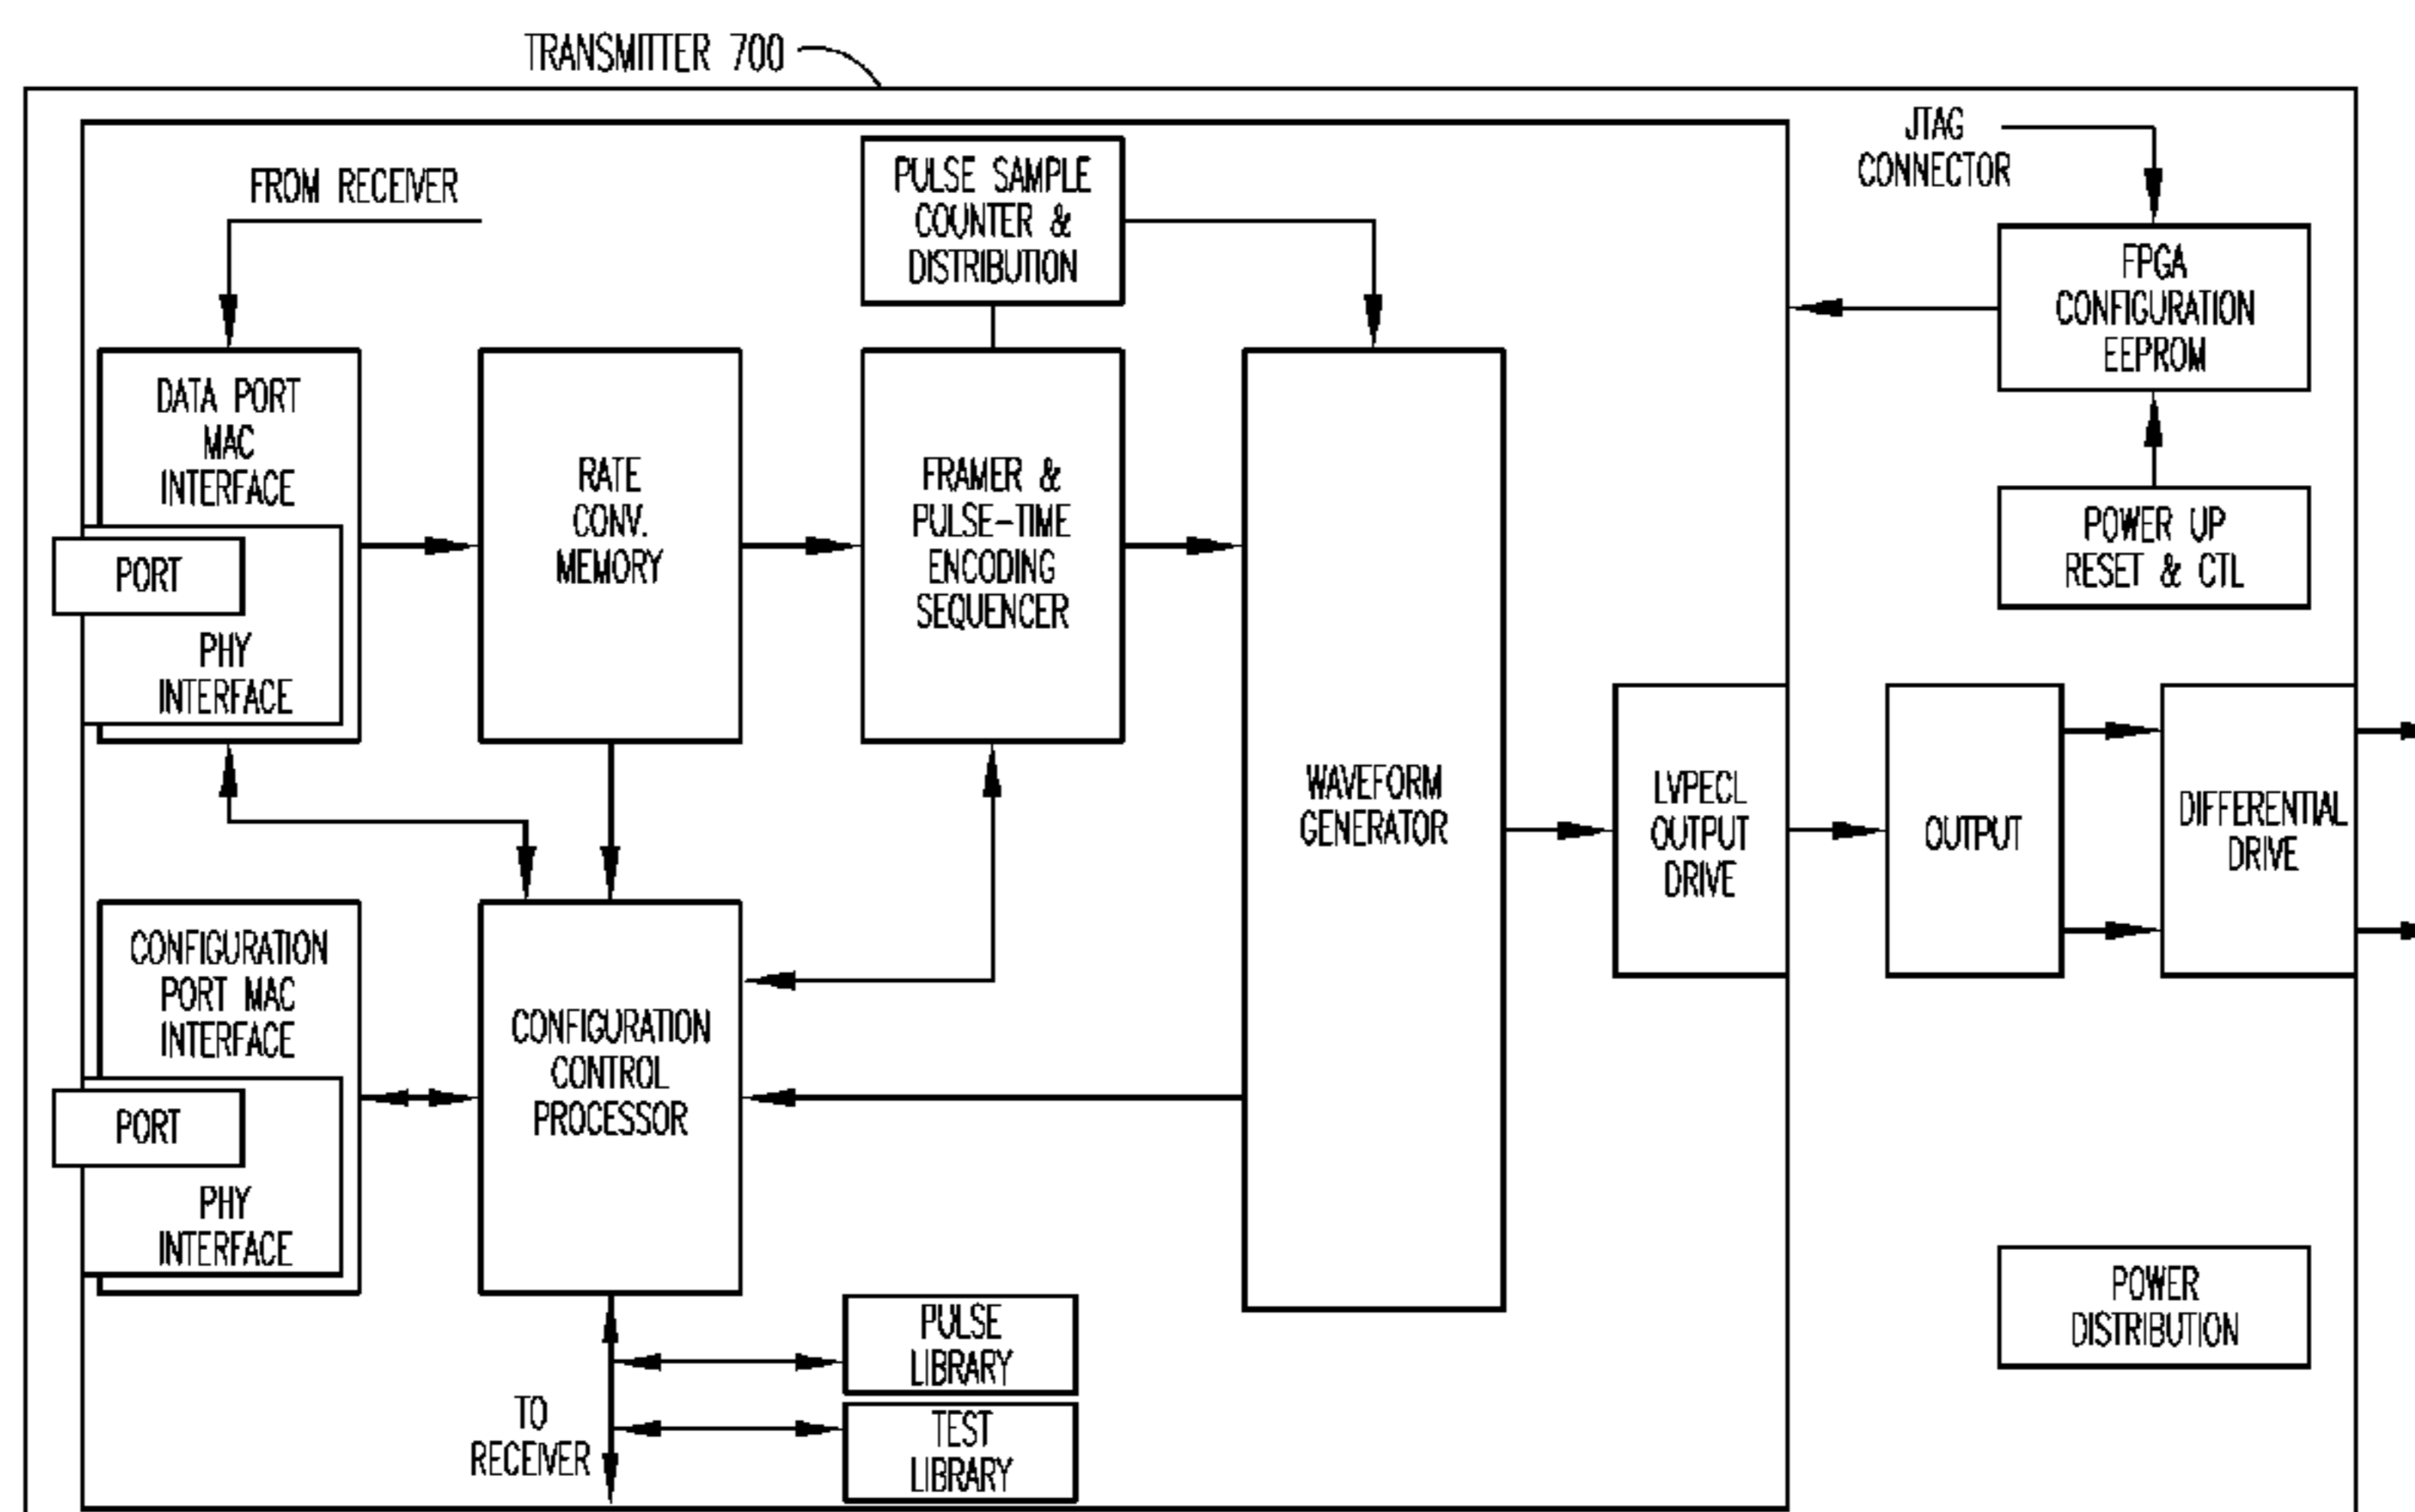 TRANSMITTER 700
JTAG
CONNECTOR
FROM RECEIVER
PULSE SAMPLE
COUNTER &
DISTRIBUTION
FPGA
CONFIGURATION
EEPROM
DATA PORT
MAC
INTERFACE
PORT
PHY
INTERFACE
RATE
CONV.
MEMORY
FRAMER &
PULSE-TIME
ENCODING
SEQUENCER
POWER UP
RESET & CTL
WAVEFORM
GENERATOR
LVPECL
OUTPUT
DRIVE
OUTPUT
DIFFERENTIAL
DRIVE
CONFIGURATION
PORT MAC
INTERFACE
PORT
PHY
INTERFACE
CONFIGURATION
CONTROL
PROCESSOR
PULSE
LIBRARY
TEST
LIBRARY
TO
RECEIVER
POWER
DISTRIBUTION